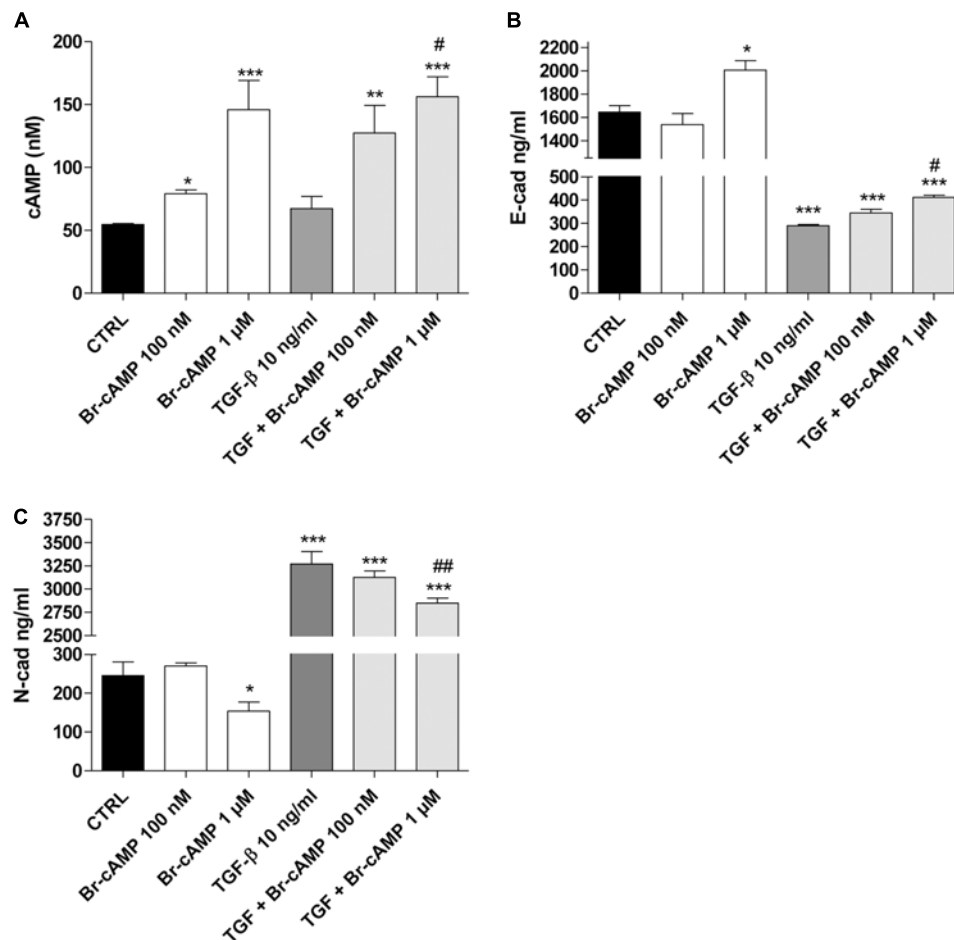 A
cAMP (nM)
200
150
100
50
0
*
***
**
#
***
CTRL
Br-cAMP 100 nM
Br-cAMP 1 µM
TGF-β 10 ng/ml
TGF + Br-cAMP 100 nM
TGF + Br-cAMP 1 µM
B
E-cad ng/ml
2200
2000
1800
1600
1400
500
400
300
200
100
0
*
***
***
#
***
CTRL
Br-cAMP 100 nM
Br-cAMP 1 µM
TGF-β 10 ng/ml
TGF + Br-cAMP 100 nM
TGF + Br-cAMP 1 µM
C
N-cad ng/ml
3750
3500
3250
3000
2750
2500
300
200
100
0
*
***
***
##
***
CTRL
Br-cAMP 100 nM
Br-cAMP 1 µM
TGF-β 10 ng/ml
TGF + Br-cAMP 100 nM
TGF + Br-cAMP 1 µM